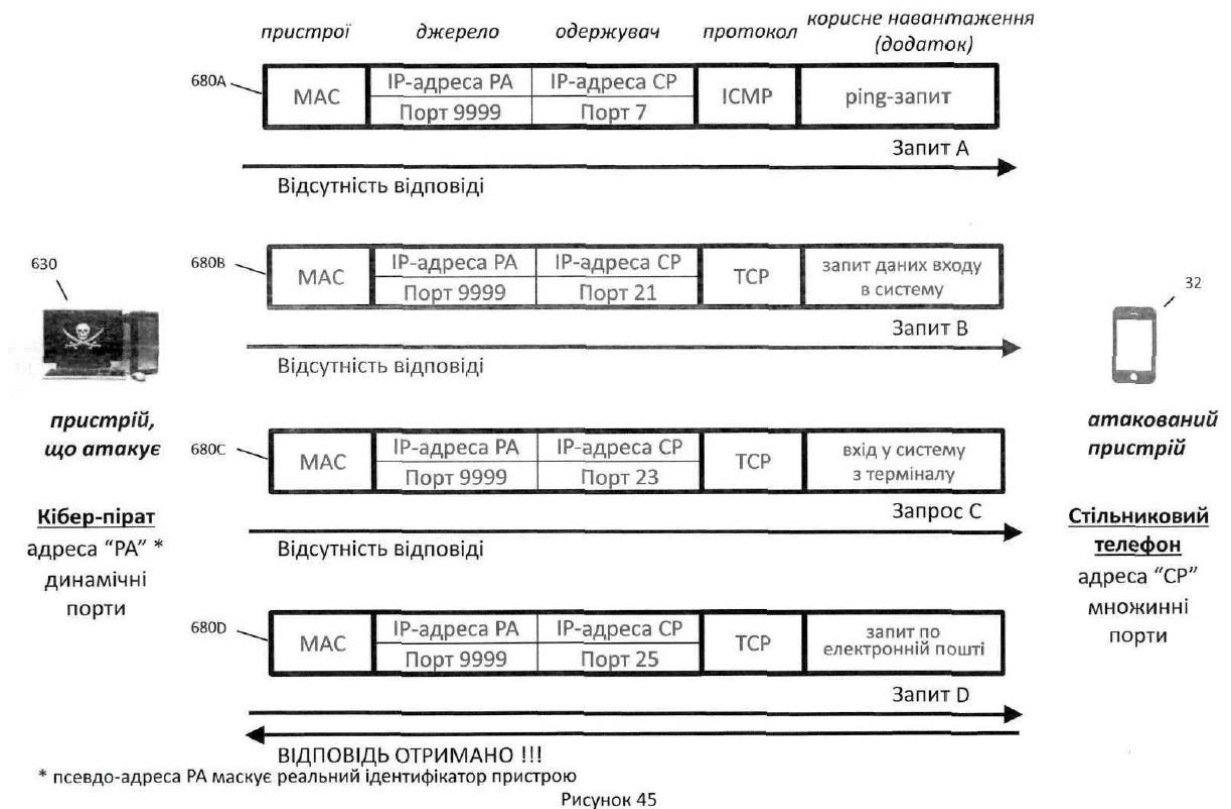 пристрої джерело одержувач протокол корисне навантаження
(додаток)
680A
MAC
IP-адреса PA
Порт 9999
IP-адреса CP
Порт 7
ICMP
ping-запит
Запит A
Відсутність відповіді
680B
MAC
IP-адреса PA
Порт 9999
IP-адреса CP
Порт 21
TCP
запит даних входу
в систему
Запит B
Відсутність відповіді
630
пристрій,
що атакує
Кібер-пірат
адреса “PA” *
динамічні
порти
32
атакований
пристрій
Стільниковий
телефон
адреса “CP”
множинні
порти
680C
MAC
IP-адреса PA
Порт 9999
IP-адреса CP
Порт 23
TCP
вхід у систему
з терміналу
Запрос C
Відсутність відповіді
680D
MAC
IP-адреса PA
Порт 9999
IP-адреса CP
Порт 25
TCP
запит по
електронній пошті
Запит D
ВІДПОВІДЬ ОТРИМАНО !!!
* псевдо-адреса PA маскує реальний ідентифікатор пристрою
Рисунок 45